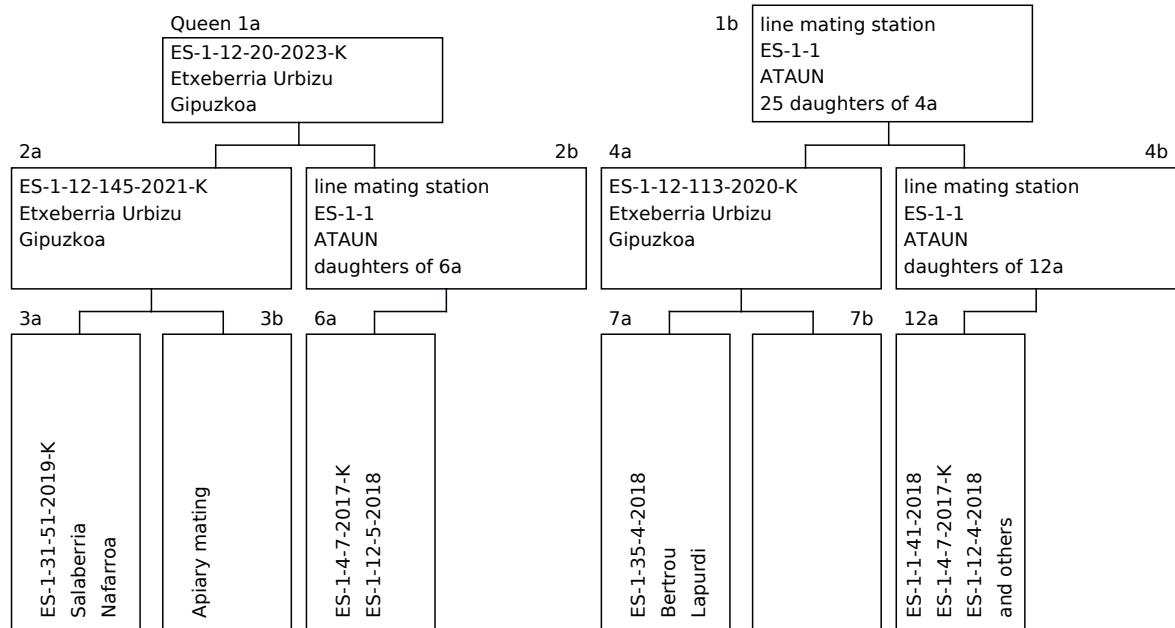 Queen 1a
ES-1-12-20-2023-K
Etxeberria Urbizu
Gipuzkoa
1b
line mating station
ES-1-1
ATAUN
25 daughters of 4a
2a
ES-1-12-145-2021-K
Etxeberria Urbizu
Gipuzkoa
2b
line mating station
ES-1-1
ATAUN
daughters of 6a
4a
ES-1-12-113-2020-K
Etxeberria Urbizu
Gipuzkoa
4b
line mating station
ES-1-1
ATAUN
daughters of 12a
3a
ES-1-31-51-2019-K
Salaberria
Nafarroa
3b
Apiary mating
6a
ES-1-4-7-2017-K
ES-1-12-5-2018
7a
ES-1-35-4-2018
Bertrou
Lapurdi
7b
12a
ES-1-1-41-2018
ES-1-4-7-2017-K
ES-1-12-4-2018
and others